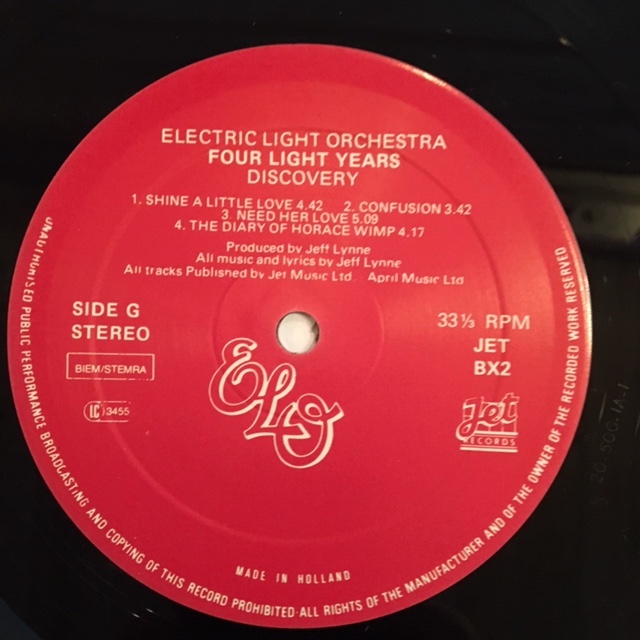 ELECTRIC LIGHT ORCHESTRA
FOUR LIGHT YEARS
DISCOVERY
1. SHINE A LITTLE LOVE 4.42 2. CONFUSION 3.42
3. NEED HER LOVE 5.09
4. THE DIARY OF HORACE WIMP 4.17
Produced by Jeff Lynne
All music and lyrics by Jeff Lynne
All tracks Published by Jet Music Ltd April Music Ltd
SIDE G
STEREO
33⅓ RPM
JET
BX2
BIEM/STEMRA
LC 3455
ELO
Jet
RECORDS
MADE IN HOLLAND
UNAUTHORISED PUBLIC PERFORMANCE BROADCASTING AND COPYING OF THIS RECORD PROHIBITED·ALL RIGHTS OF THE MANUFACTURER AND OF THE OWNER OF THE RECORDED WORK RESERVED